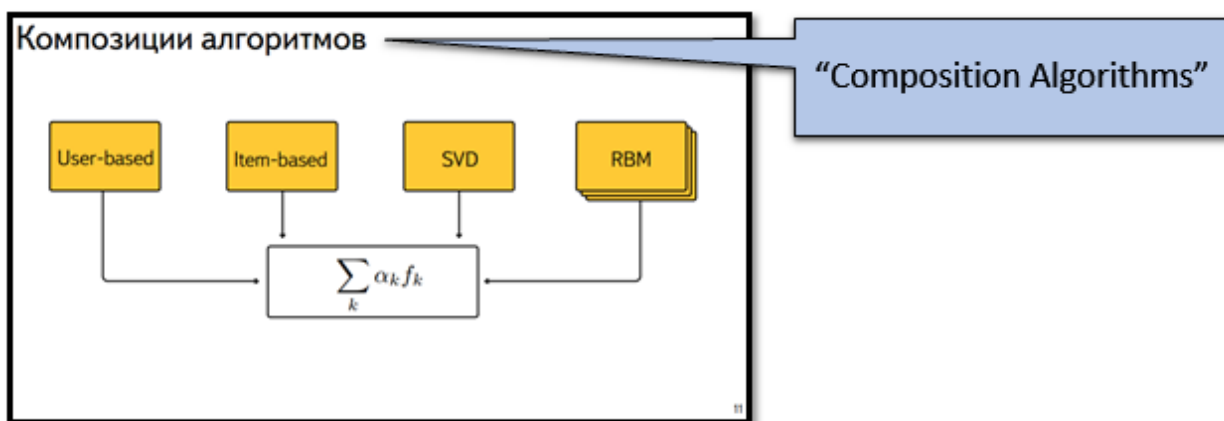 Композиции алгоритмов
“Composition Algorithms”
User-based
Item-based
SVD
RBM
∑ₖ αₖfₖ
11